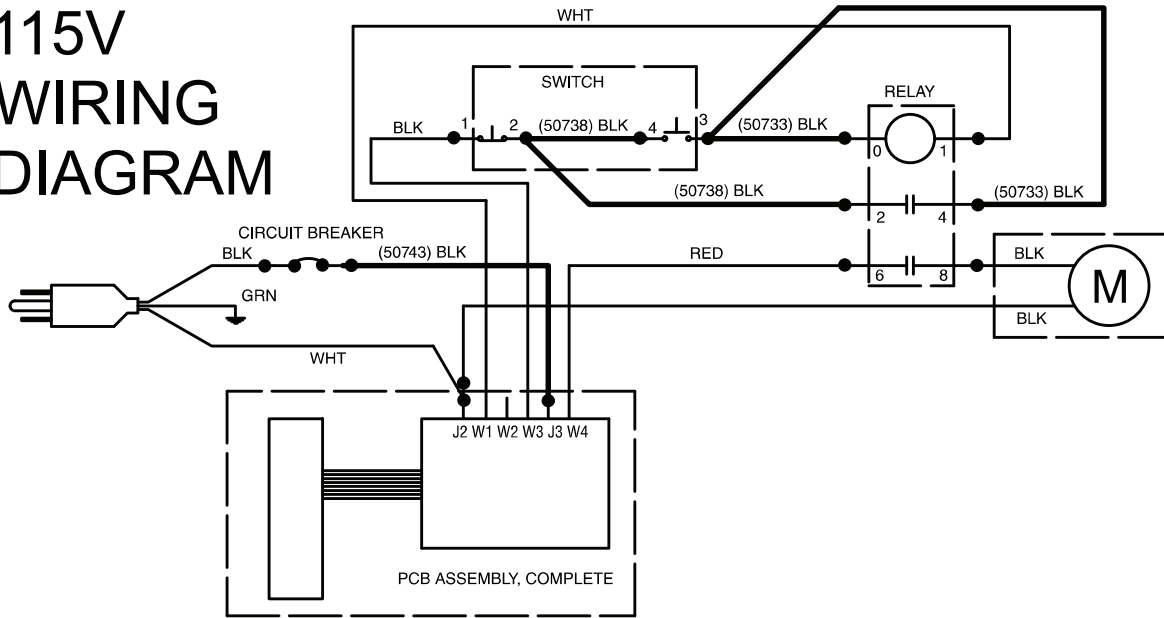 115V
WIRING
DIAGRAM
WHT
SWITCH
RELAY
BLK
1
2
(50738) BLK
4
3
(50733) BLK
0
1
(50738) BLK
2
4
(50733) BLK
CIRCUIT BREAKER
BLK
(50743) BLK
RED
6
8
BLK
M
GRN
BLK
WHT
J2 W1 W2 W3 J3 W4
PCB ASSEMBLY, COMPLETE